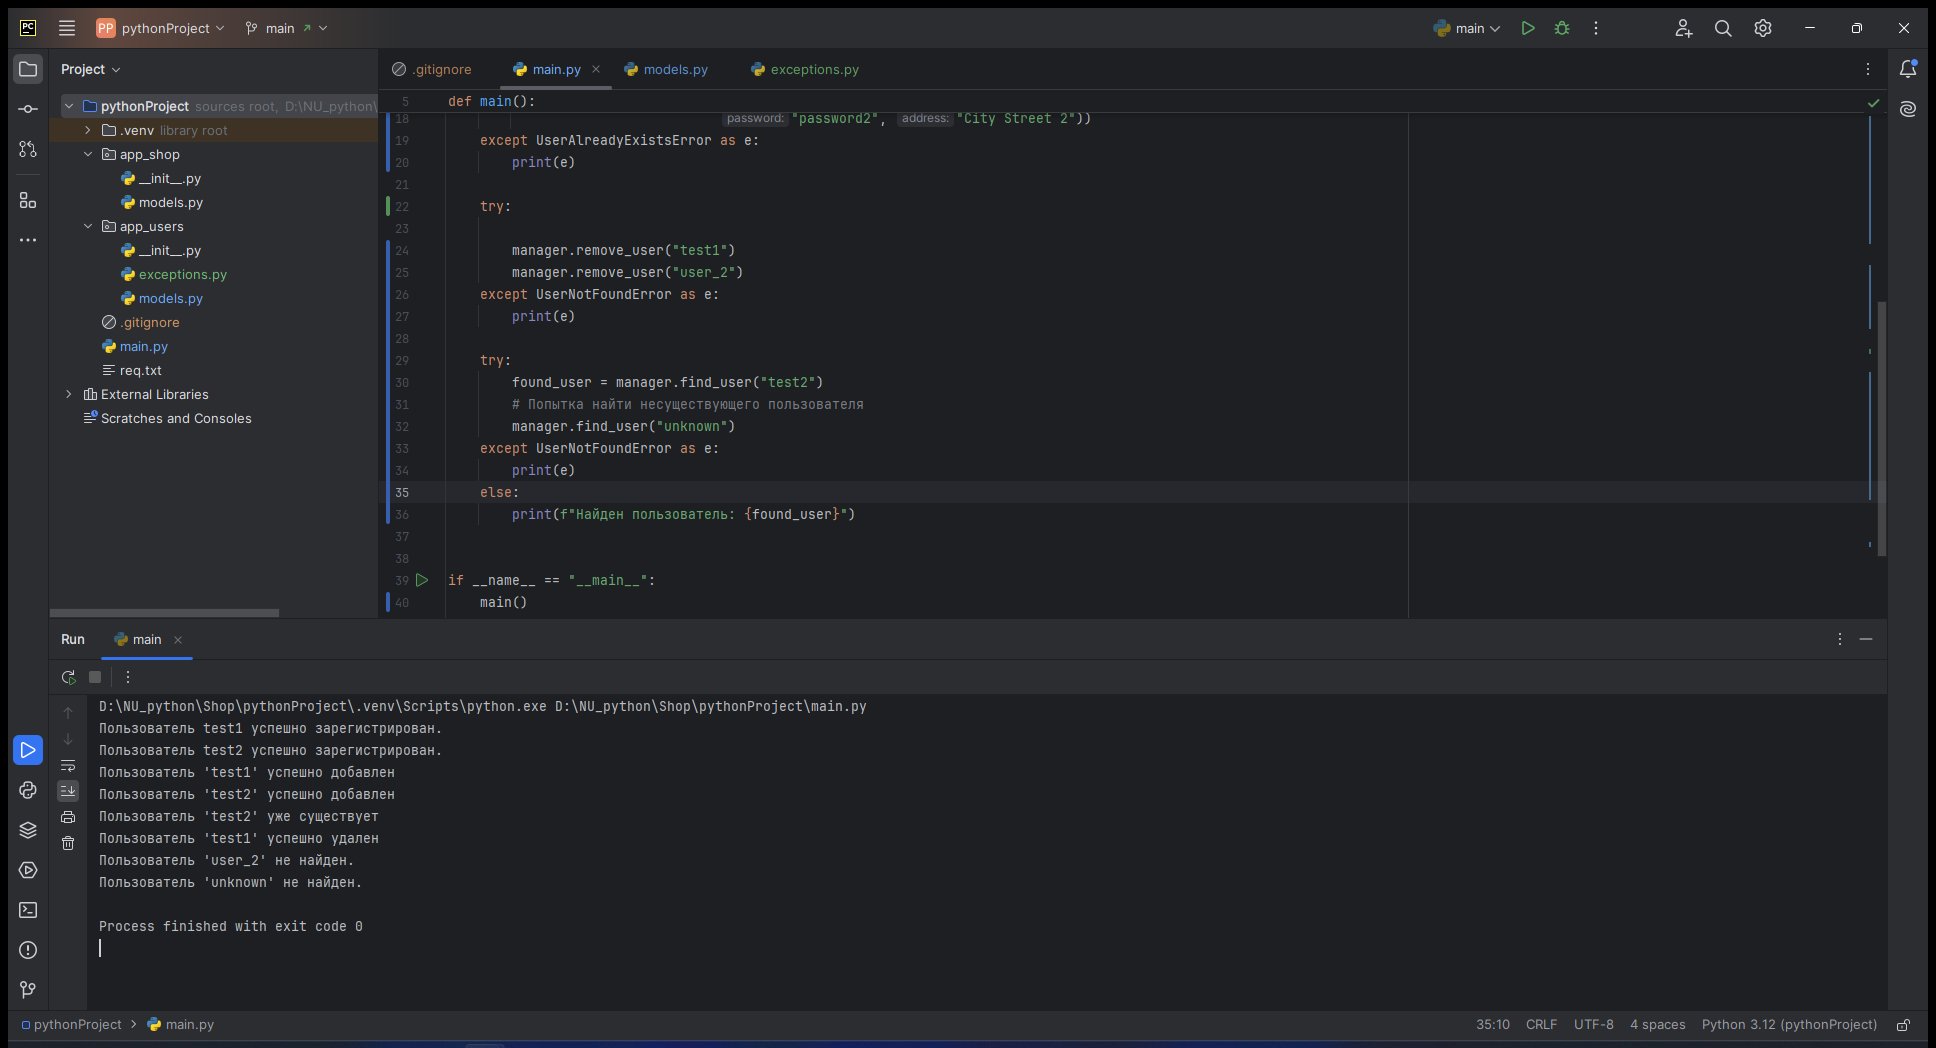 PC
PP pythonProject
main
main
Project
.gitignore
main.py
models.py
exceptions.py
pythonProject sources root, D:\NU_python\
.venv library root
app_shop
__init__.py
models.py
app_users
__init__.py
exceptions.py
models.py
.gitignore
main.py
req.txt
External Libraries
Scratches and Consoles
5 def main():
18 password: "password2", address: "City Street 2"))
19 except UserAlreadyExistsError as e:
20 print(e)
21
22 try:
23
24 manager.remove_user("test1")
25 manager.remove_user("user_2")
26 except UserNotFoundError as e:
27 print(e)
28
29 try:
30 found_user = manager.find_user("test2")
31 # Попытка найти несуществующего пользователя
32 manager.find_user("unknown")
33 except UserNotFoundError as e:
34 print(e)
35 else:
36 print(f"Найден пользователь: {found_user}")
37
38
39 if __name__ == "__main__":
40 main()
Run
main
D:\NU_python\Shop\pythonProject\.venv\Scripts\python.exe D:\NU_python\Shop\pythonProject\main.py
Пользователь test1 успешно зарегистрирован.
Пользователь test2 успешно зарегистрирован.
Пользователь 'test1' успешно добавлен
Пользователь 'test2' успешно добавлен
Пользователь 'test2' уже существует
Пользователь 'test1' успешно удален
Пользователь 'user_2' не найден.
Пользователь 'unknown' не найден.
Process finished with exit code 0
pythonProject > main.py
35:10 CRLF UTF-8 4 spaces Python 3.12 (pythonProject)